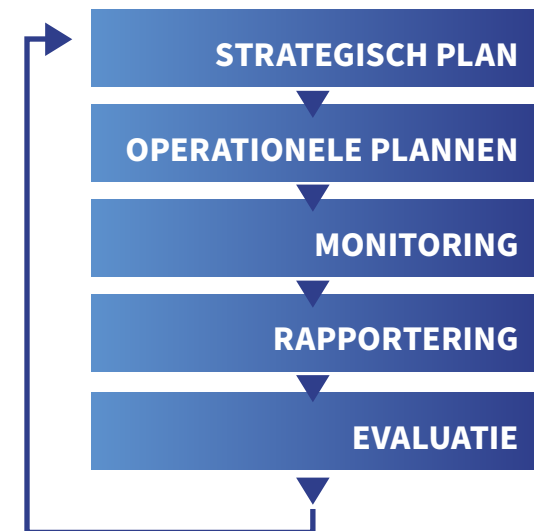 STRATEGISCH PLAN
OPERATIONELE PLANNEN
MONITORING
RAPPORTERING
EVALUATIE